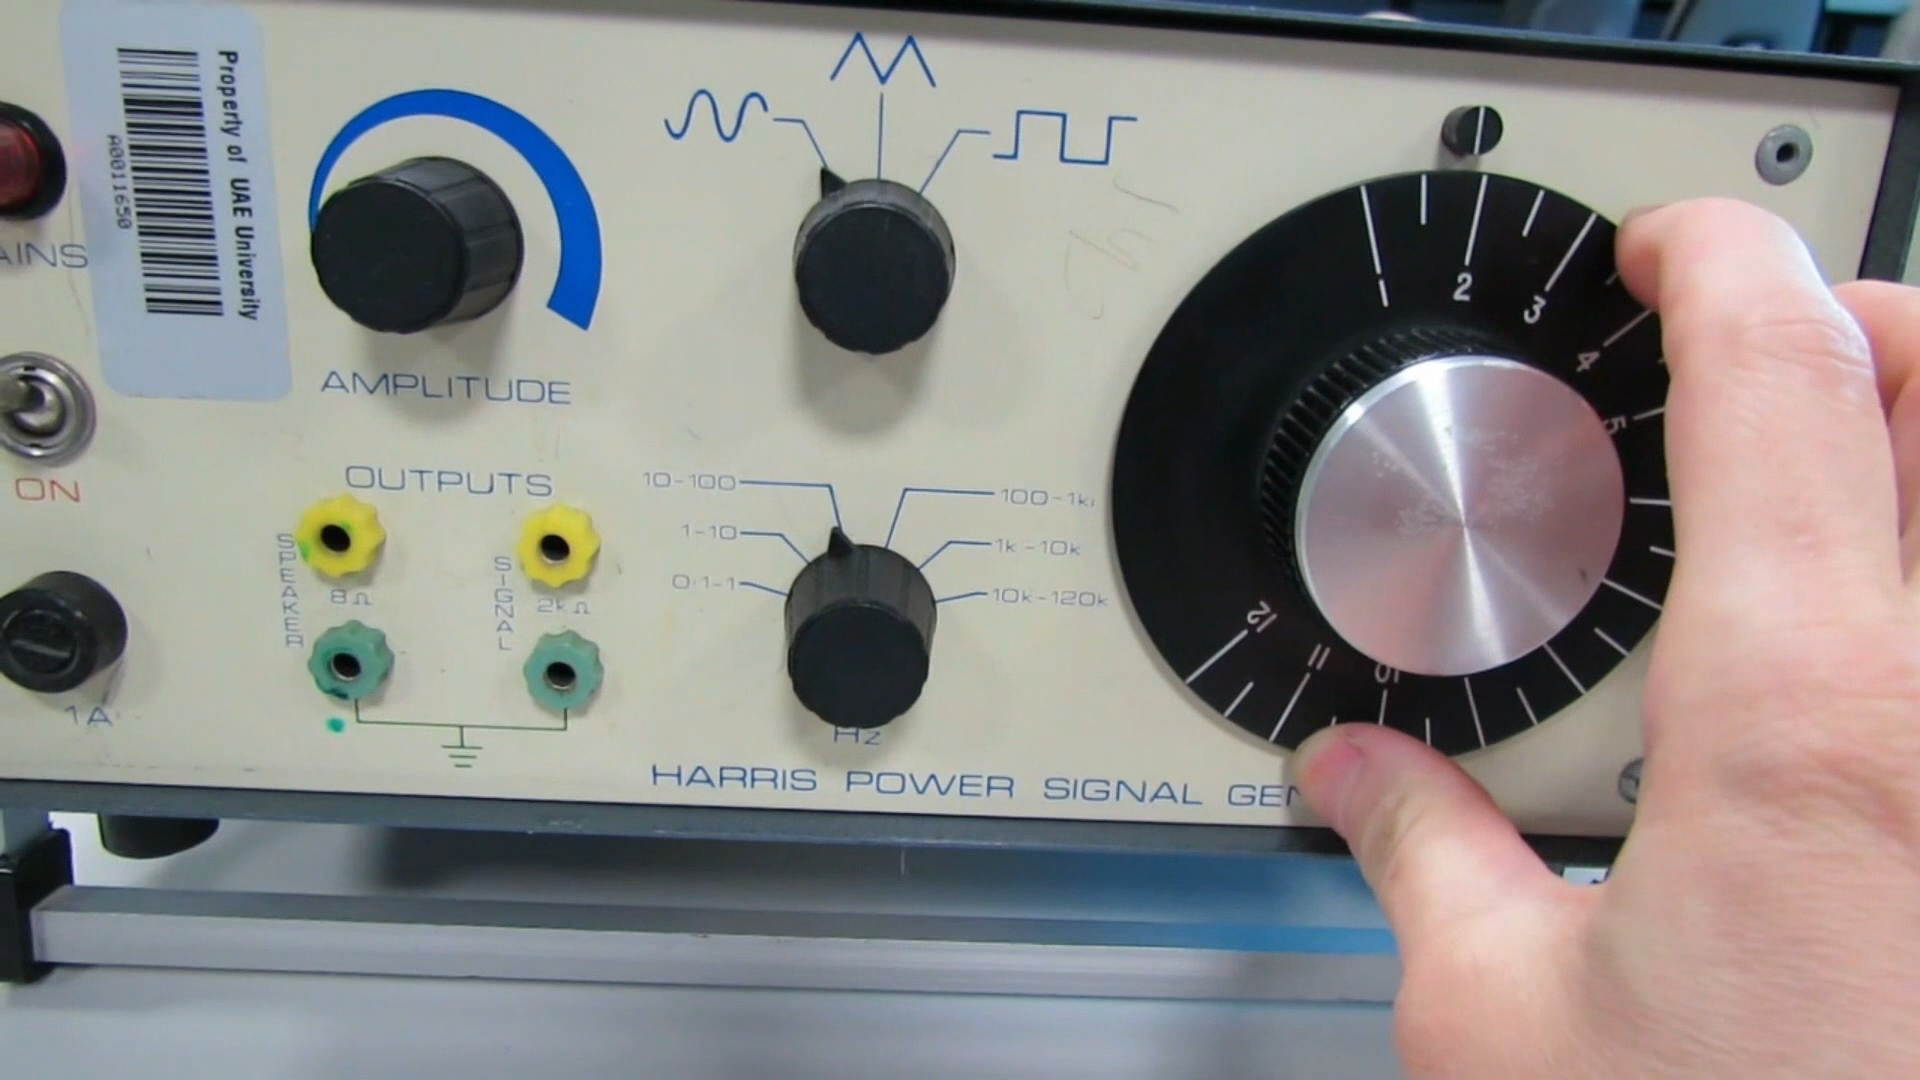 Property of UAE University
A0011650
AINS
ON
1A
AMPLITUDE
OUTPUTS
SPEAKER
8Ω
SIGNAL
2kΩ
10-100
1-10
0·1-1
100-1k
1k-10k
10k-120k
Hz
1
2
3
4
5
10
11
12
HARRIS POWER SIGNAL GEN